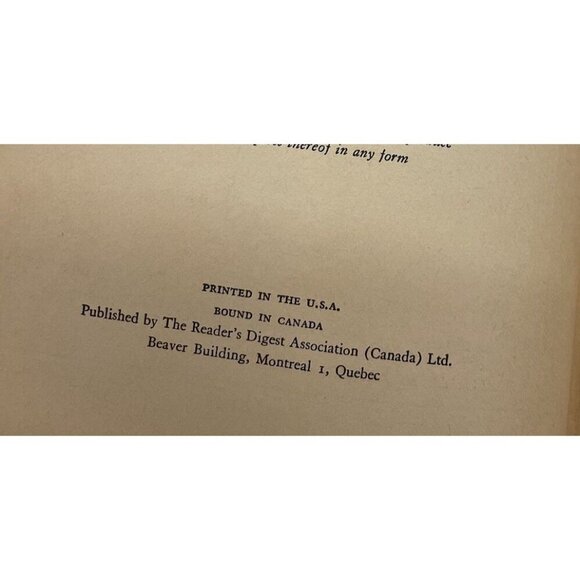 thereof in any form
PRINTED IN THE U.S.A.
BOUND IN CANADA
Published by The Reader's Digest Association (Canada) Ltd.
Beaver Building, Montreal 1, Quebec